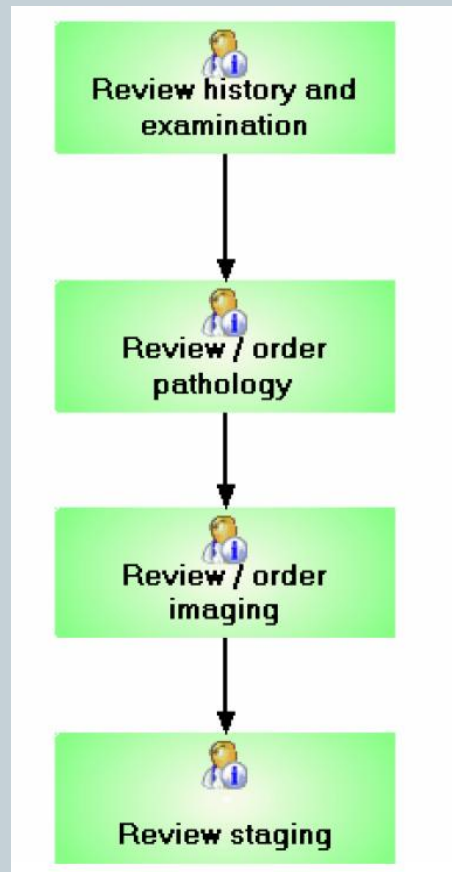 Review history and
examination
Review / order
pathology
Review / order
imaging
Review staging